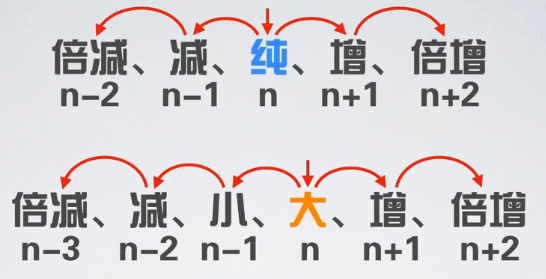 倍减、减、纯、增、倍增
n-2 n-1 n n+1 n+2
倍减、减、小、大、增、倍增
n-3 n-2 n-1 n n+1 n+2